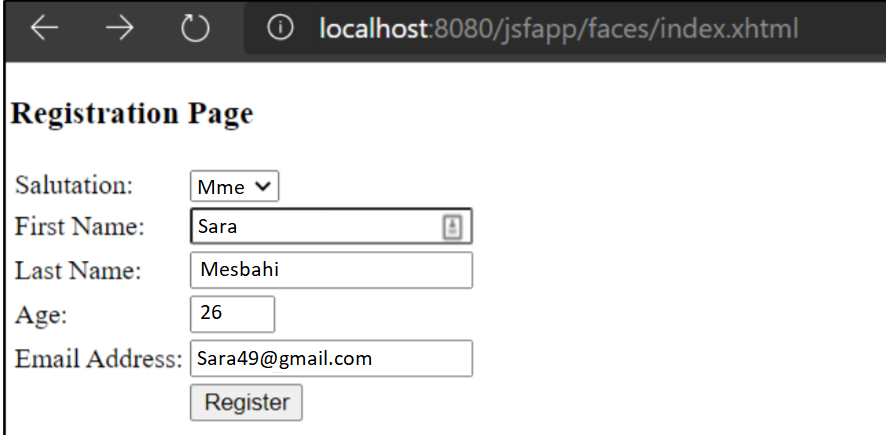 localhost:8080/jsfapp/faces/index.xhtml
Registration Page
Salutation: Mme
First Name: Sara
Last Name: Mesbahi
Age: 26
Email Address: Sara49@gmail.com
Register